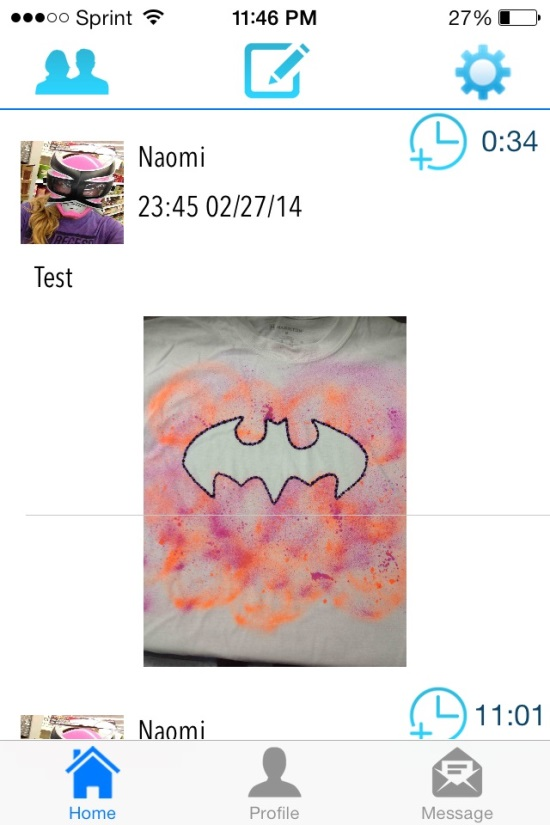 Sprint 11:46 PM 27%
0:34
Naomi
23:45 02/27/14
Test
11:01
Naomi
Home Profile Message